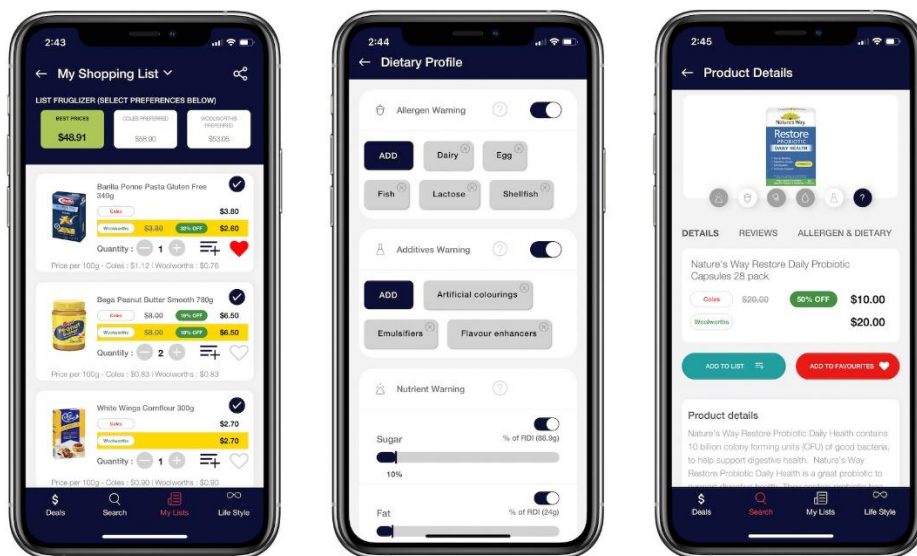 2:43
My Shopping List
LIST FRUGLIZER (SELECT PREFERENCES BELOW)
BEST PRICES
COLES PREFERRED
WOOLWORTHS
PREFERRED
$48.91
$58.90
$53.05
Barilla Penne Pasta Gluten Free
340g
Coles $3.80
Woolworths $3.80 32% OFF $2.60
Quantity : 1
Price per 100g - Coles : $1.12 | Woolworths : $0.76
Bega Peanut Butter Smooth 780g
Coles $8.00 19% OFF $6.50
Woolworths $8.00 19% OFF $6.50
Quantity : 2
Price per 100g - Coles : $0.83 | Woolworths : $0.83
White Wings Cornflour 300g
Coles $2.70
Woolworths $2.70
Quantity : 1
Price per 100g - Coles : $0.90 | Woolworths : $0.90
Deals Search My Lists Life Style
2:44
Dietary Profile
Allergen Warning ?
ADD Dairy Egg
Fish Lactose Shellfish
Additives Warning ?
ADD Artificial colourings
Emulsifiers Flavour enhancers
Nutrient Warning ?
Sugar % of RDI (88.9g)
10%
Fat % of RDI (24g)
2:45
Product Details
Nature's Way
Restore
PROBIOTIC
DAILY HEALTH
?
DETAILS REVIEWS ALLERGEN & DIETARY
Nature's Way Restore Daily Probiotic
Capsules 28 pack
Coles $20.00 50% OFF $10.00
Woolworths $20.00
ADD TO LIST ADD TO FAVOURITES
Product details
Nature's Way Restore Probiotic Daily Health contains
10 billion colony forming units (CFU) of good bacteria,
to help support digestive health. Nature's Way
Restore Probiotic Daily Health is a great probiotic to
Deals Search My Lists Life Style